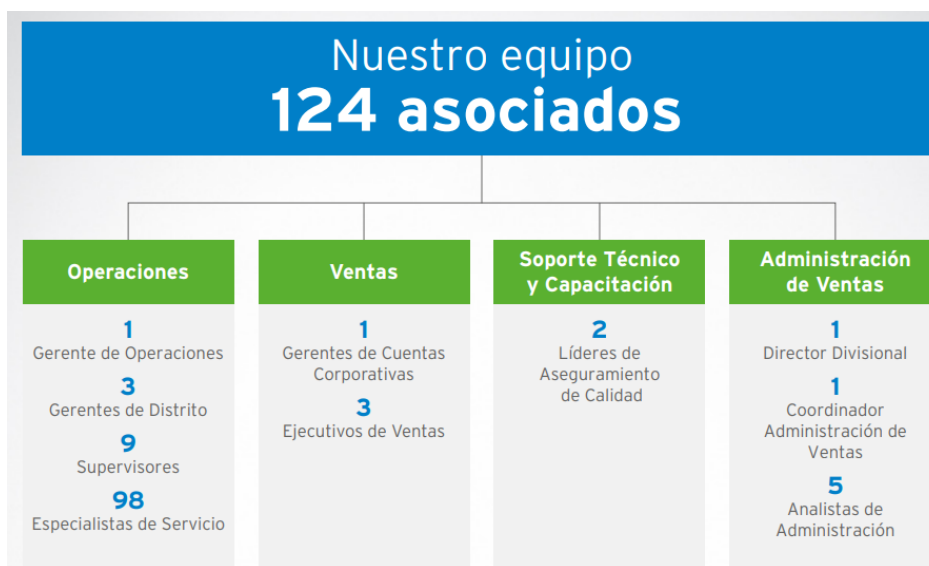 Nuestro equipo
124 asociados
Operaciones
1
Gerente de Operaciones
3
Gerentes de Distrito
9
Supervisores
98
Especialistas de Servicio
Ventas
1
Gerentes de Cuentas
Corporativas
3
Ejecutivos de Ventas
Soporte Técnico
y Capacitación
2
Líderes de
Aseguramiento
de Calidad
Administración
de Ventas
1
Director Divisional
1
Coordinador
Administración de
Ventas
5
Analistas de
Administración